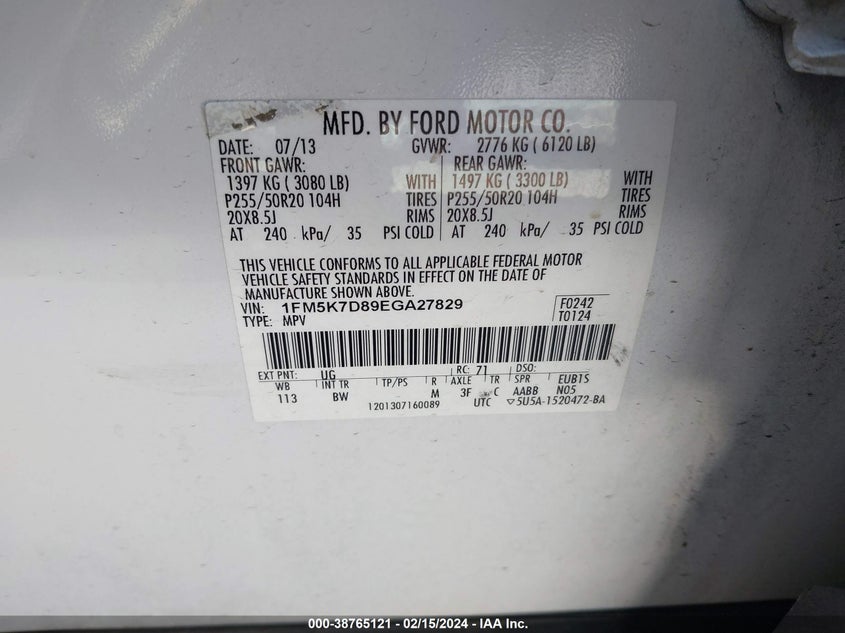 MFD. BY FORD MOTOR CO.
DATE: 07/13 GVWR: 2776 KG ( 6120 LB)
FRONT GAWR: REAR GAWR:
1397 KG ( 3080 LB) WITH 1497 KG ( 3300 LB) WITH
P255/50R20 104H TIRES P255/50R20 104H TIRES
20X8.5J RIMS 20X8.5J RIMS
AT 240 kPa/ 35 PSI COLD AT 240 kPa/ 35 PSI COLD
THIS VEHICLE CONFORMS TO ALL APPLICABLE FEDERAL MOTOR
VEHICLE SAFETY STANDARDS IN EFFECT ON THE DATE OF
MANUFACTURE SHOWN ABOVE.
VIN: 1FM5K7D89EGA27829 F0242
TYPE: MPV T0124
EXT PNT: UG RC: 71 DSO:
WB INT TR TP/PS R AXLE TR SPR EUB1S
113 BW M 3F C AABB N05
1201307160089 UTC ▽5U5A-1520472-BA
000-38765121 - 02/15/2024 - IAA Inc.